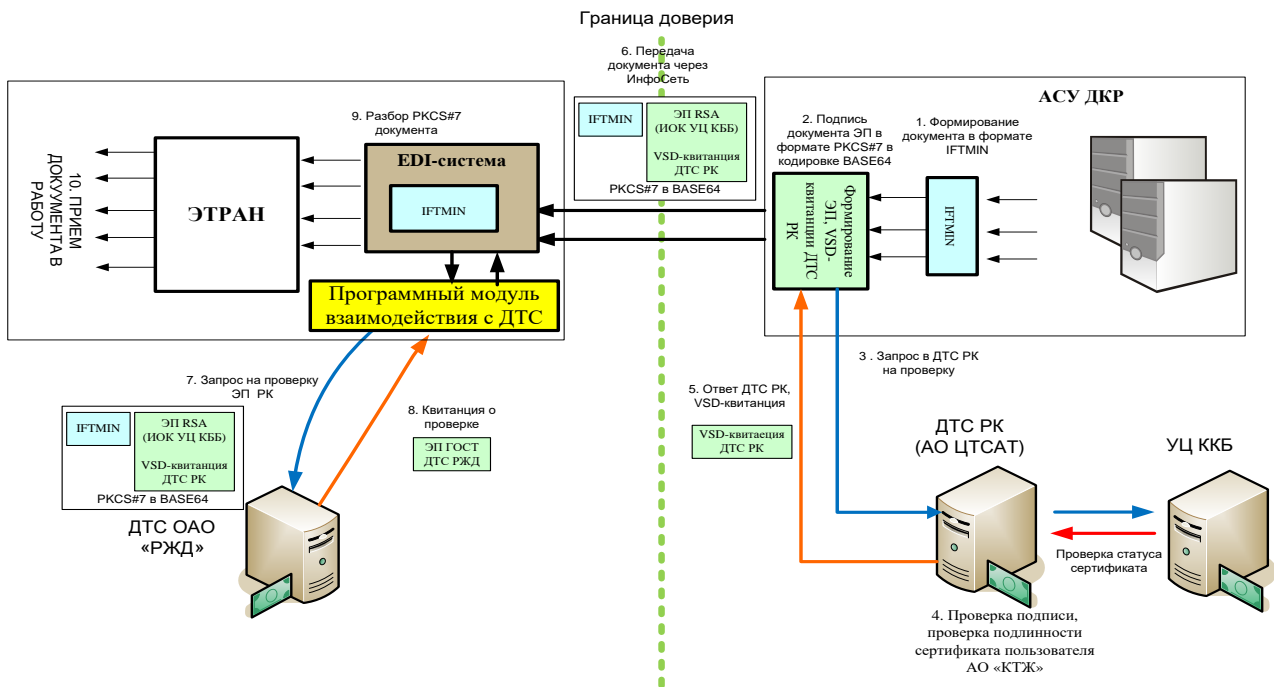 Граница доверия
6. Передача
документа через
ИнфоСеть
IFTMIN
ЭП RSA
(ИОК УЦ КББ)
VSD-квитанция
ДТС РК
PKCS#7 в BASE64
АСУ ДКР
1. Формирование
документа в формате
IFTMIN
2. Подпись
документа ЭП в
формате PKCS#7 в
кодировке BASE64
Формирование
ЭП, VSD-
квитанции ДТС
РК
IFTMIN
9. Разбор PKCS#7
документа
EDI-система
IFTMIN
ЭТРАН
10. ПРИЕМ
ДОКУУМЕНТА В
РАБОТУ
Программный модуль
взаимодействия с ДТС
7. Запрос на проверку
ЭП РК
IFTMIN
ЭП RSA
(ИОК УЦ КББ)
VSD-квитанция
ДТС РК
PKCS#7 в BASE64
8. Квитанция о
проверке
ЭП ГОСТ
ДТС РЖД
ДТС ОАО
«РЖД»
3 . Запрос в ДТС РК
на проверку
5. Ответ ДТС РК,
VSD-квитанция
VSD-квитаеция
ДТС РК
ДТС РК
(АО ЦТСАТ)
УЦ ККБ
Проверка статуса
сертификата
4. Проверка подписи,
проверка подлинности
сертификата пользователя
АО «КТЖ»